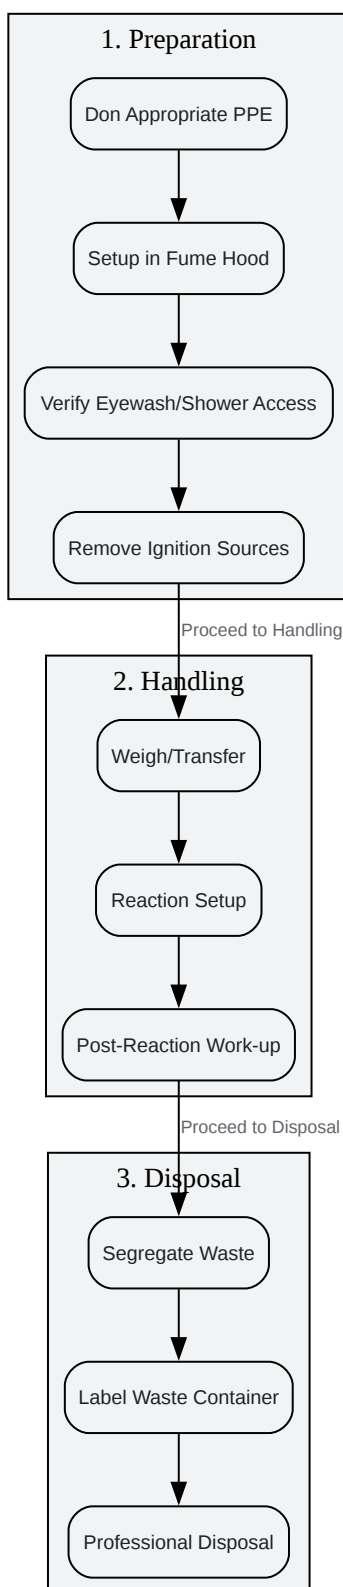 1. Preparation
Don Appropriate PPE
Setup in Fume Hood
Verify Eyewash/Shower Access
Remove Ignition Sources
Proceed to Handling
2. Handling
Weigh/Transfer
Reaction Setup
Post-Reaction Work-up
Proceed to Disposal
3. Disposal
Segregate Waste
Label Waste Container
Professional Disposal